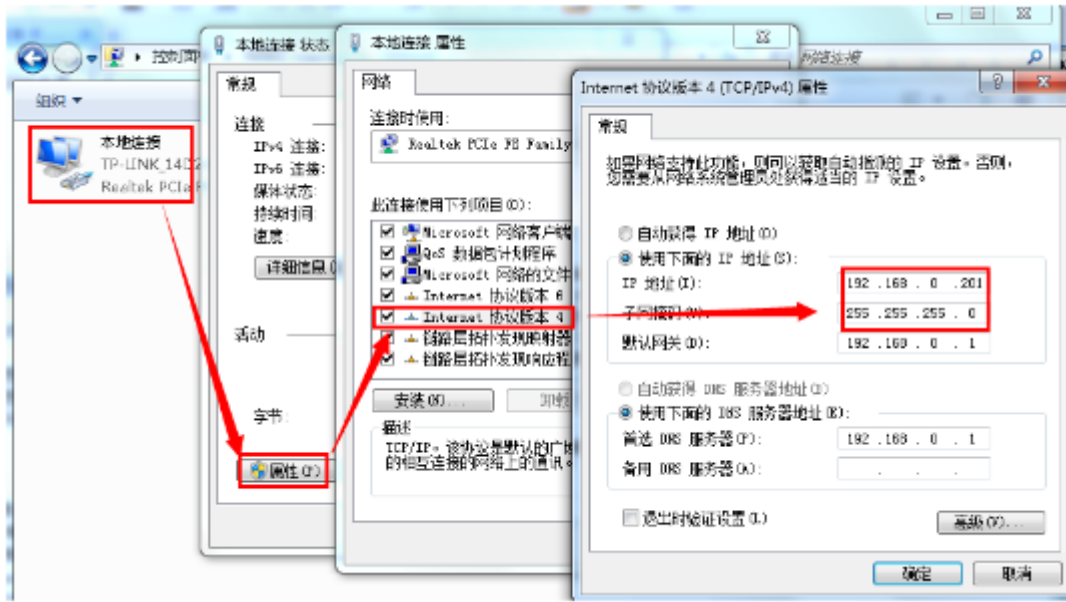 控制面
组织
本地连接
TP-LINK_14D2
Realtek PCIe F
本地连接 状态
常规
连接
IPv4 连接:
IPv6 连接:
媒体状态:
持续时间:
速度:
详细信息(
活动
字节:
属性(P)
本地连接 属性
网络
连接时使用:
Realtek PCIe FE Family
此连接使用下列项目(O):
Microsoft 网络客户端
QoS 数据包计划程序
Microsoft 网络的文件
Internet 协议版本 6
Internet 协议版本 4
链路层拓扑发现映射器
链路层拓扑发现响应程
安装(N)...
卸载
描述
TCP/IP。该协议是默认的广域
的相互连接的网络上的通讯。
网络连接
Internet 协议版本 4 (TCP/IPv4) 属性
常规
如果网络支持此功能，则可以获取自动指派的 IP 设置。否则，
您需要从网络系统管理员处获得适当的 IP 设置。
自动获得 IP 地址(O)
使用下面的 IP 地址(S):
IP 地址(I): 192 .168 . 0 .201
子网掩码(U): 255 .255 .255 . 0
默认网关(D): 192 .168 . 0 . 1
自动获得 DNS 服务器地址(B)
使用下面的 DNS 服务器地址(E):
首选 DNS 服务器(P): 192 .168 . 0 . 1
备用 DNS 服务器(A): . . .
退出时验证设置(L)
高级(V)...
确定
取消